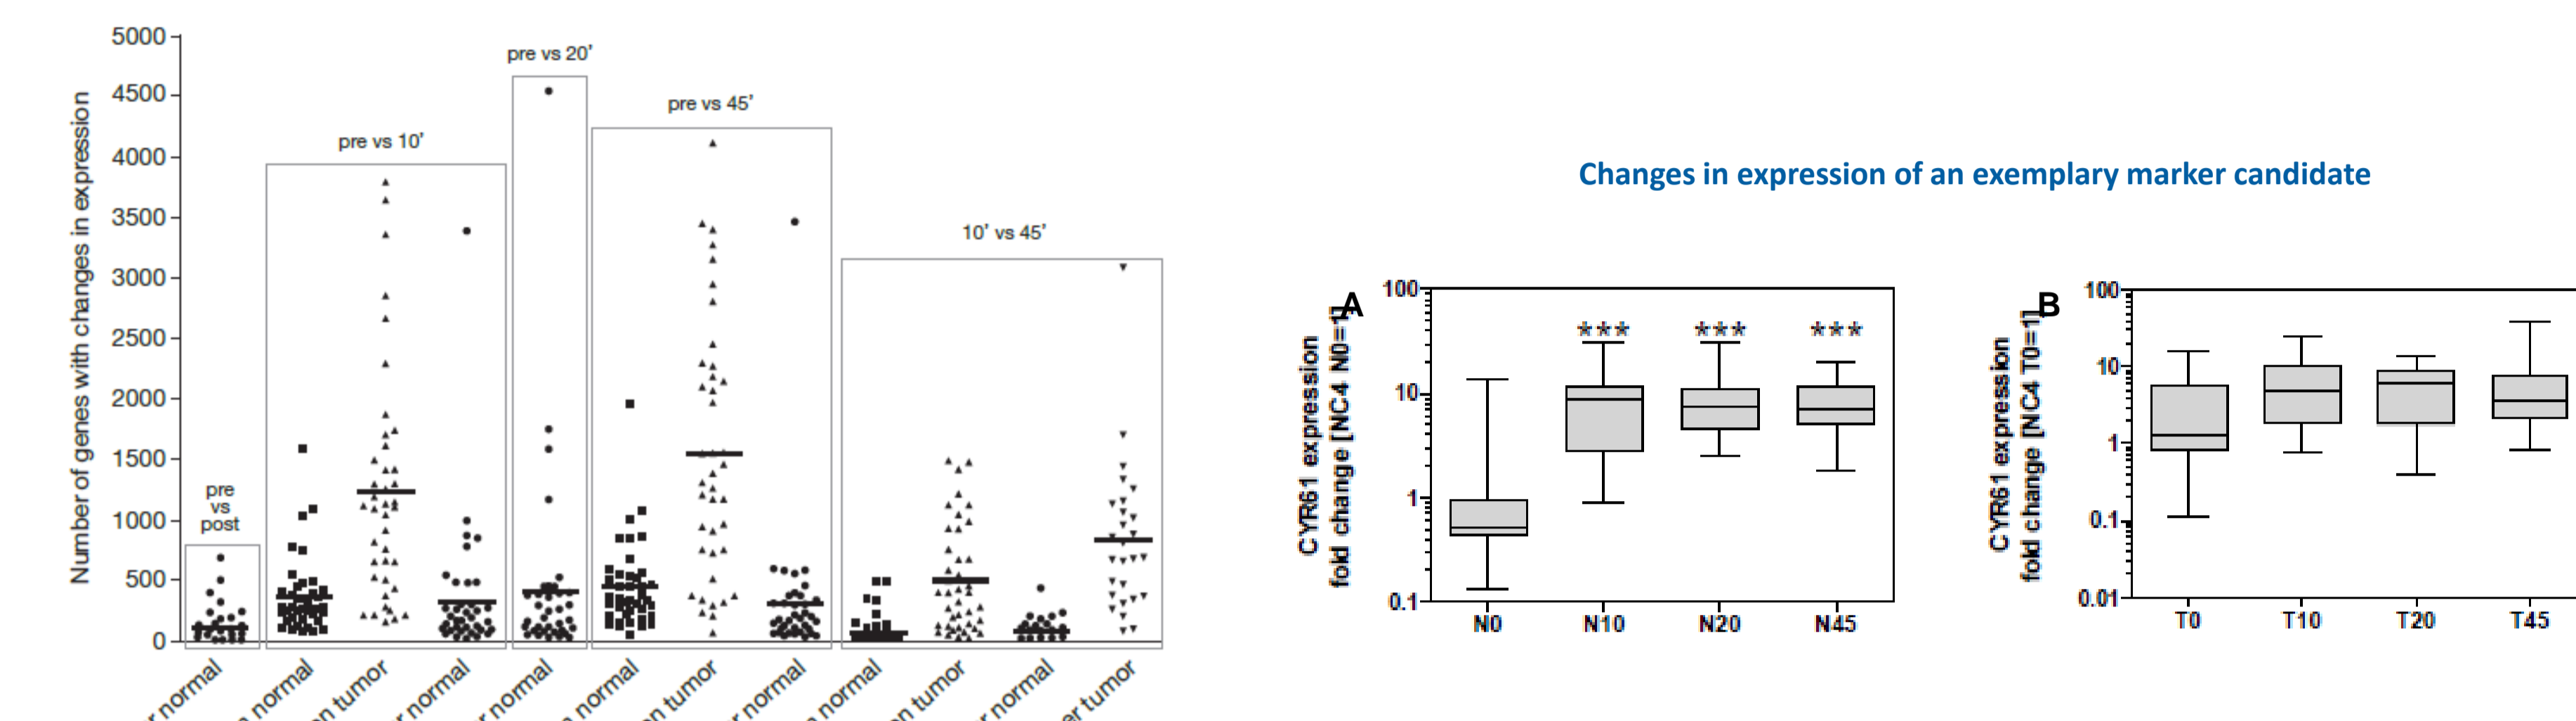 Number of genes with changes in expression
5000
4500
4000
3500
3000
2500
2000
1500
1000
500
0
pre
vs
post
pre vs 10'
pre vs 20'
pre vs 45'
10' vs 45'
normal
normal
tumor
normal
normal
normal
tumor
normal
normal
tumor
normal
tumor
Changes in expression of an exemplary marker candidate
A
CYR61 expression
fold change [NC4 N0=1]
100
10
1
0.1
***
***
***
N0
N10
N20
N45
B
CYR61 expression
fold change [NC4 T0=1]
100
10
1
0.1
0.01
T0
T10
T20
T45